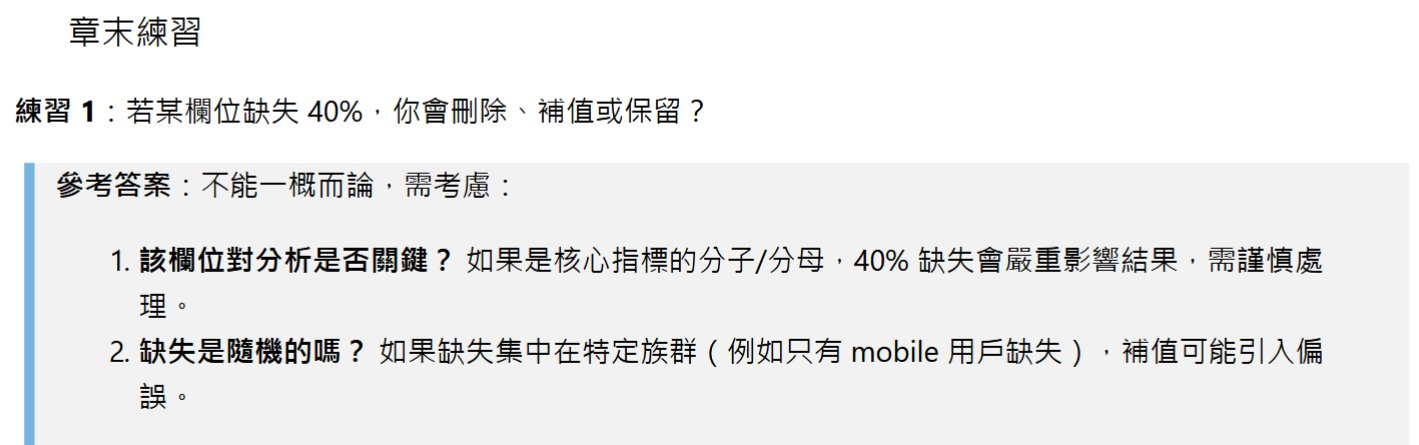 章末練習
練習 1：若某欄位缺失 40%，你會刪除、補值或保留？
參考答案：不能一概而論，需考慮：
1. 該欄位對分析是否關鍵？ 如果是核心指標的分子/分母，40% 缺失會嚴重影響結果，需謹慎處
理。
2. 缺失是隨機的嗎？ 如果缺失集中在特定族群（例如只有 mobile 用戶缺失），補值可能引入偏
誤。